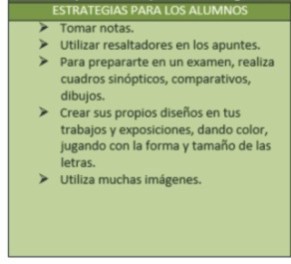 ESTRATEGIAS PARA LOS ALUMNOS
➤ Tomar notas.
➤ Utilizar resaltadores en los apuntes.
➤ Para prepararte en un examen, realiza
cuadros sinópticos, comparativos,
dibujos.
➤ Crear sus propios diseños en tus
trabajos y exposiciones, dando color,
jugando con la forma y tamaño de las
letras.
➤ Utiliza muchas imágenes.